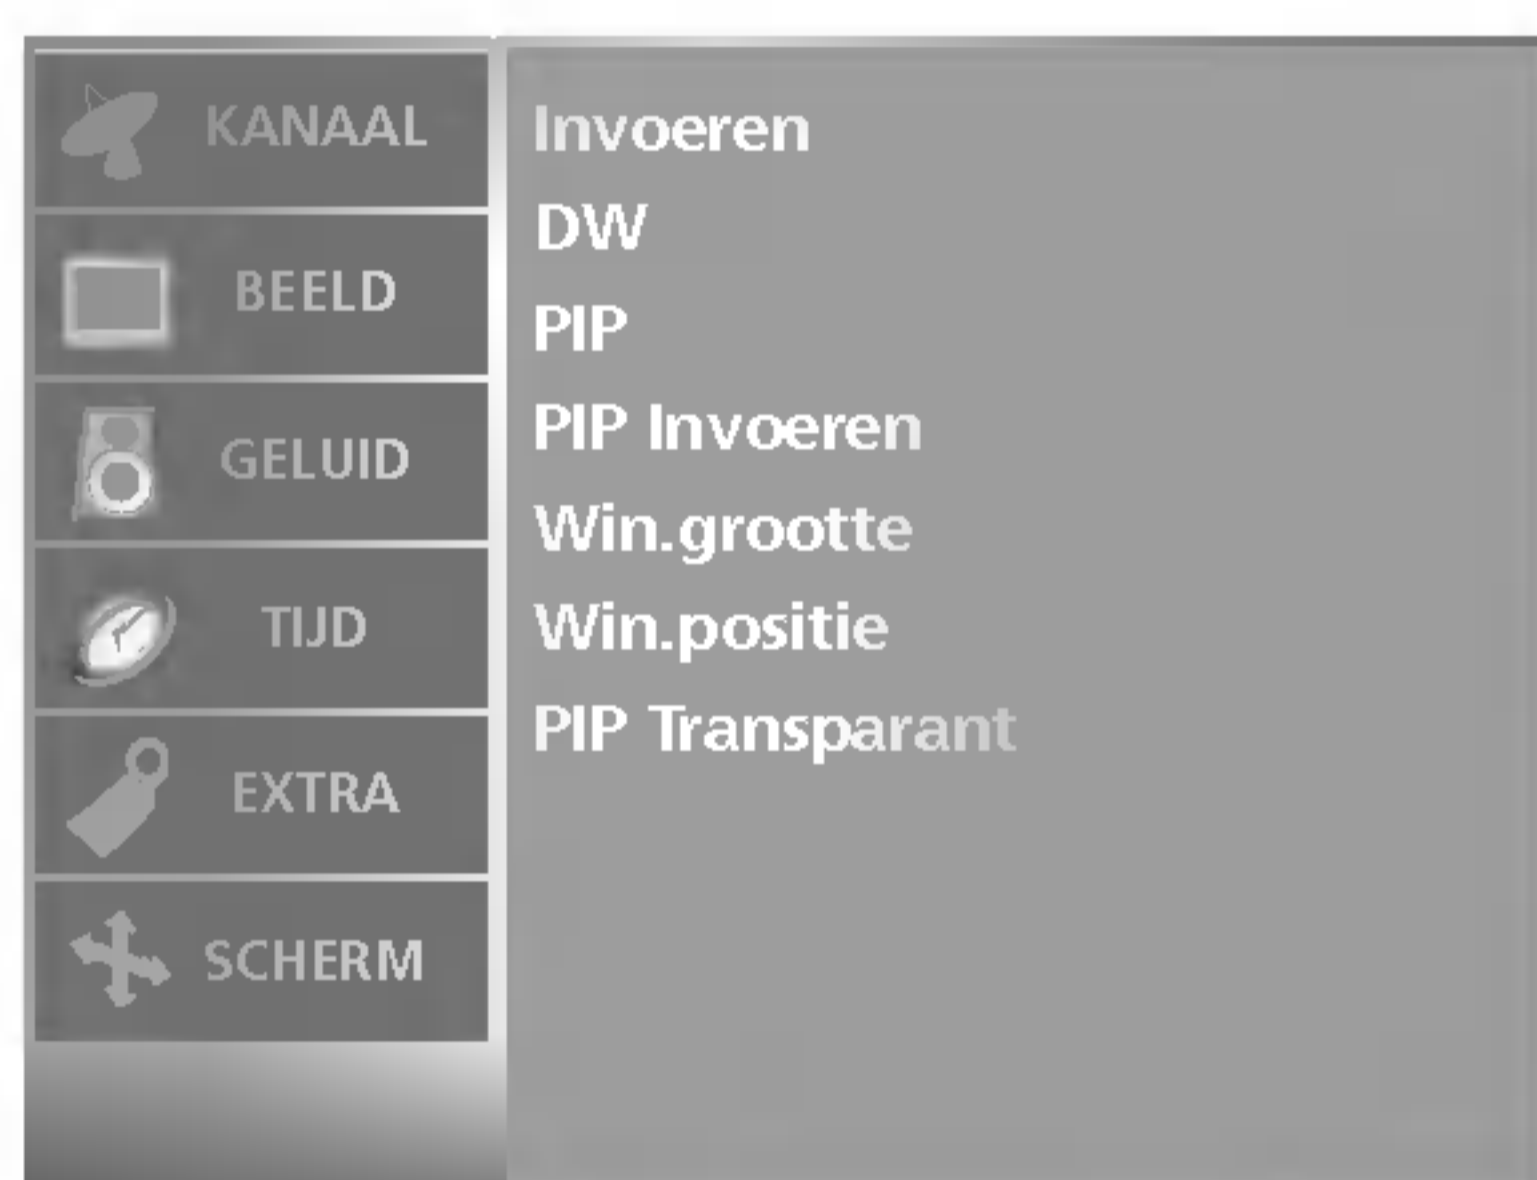 KANAAL
BEELD
GELUID
TIJD
EXTRA
SCHERM
Invoeren
DW
PIP
PIP Invoeren
Win.grootte
Win.positie
PIP Transparant